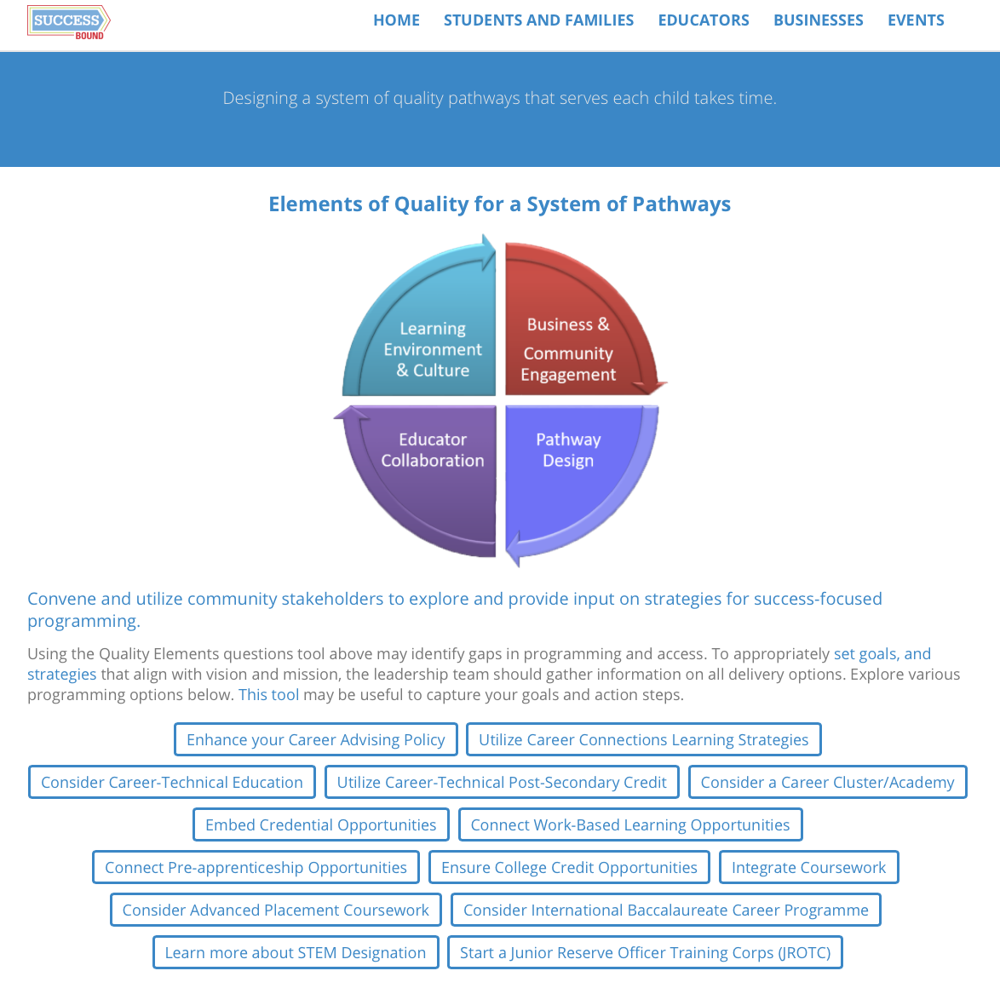 SUCCESS
BOUND
HOME STUDENTS AND FAMILIES EDUCATORS BUSINESSES EVENTS
Designing a system of quality pathways that serves each child takes time.
Elements of Quality for a System of Pathways
Learning
Environment
& Culture
Business &
Community
Engagement
Educator
Collaboration
Pathway
Design
Convene and utilize community stakeholders to explore and provide input on strategies for success-focused
programming.
Using the Quality Elements questions tool above may identify gaps in programming and access. To appropriately set goals, and
strategies that align with vision and mission, the leadership team should gather information on all delivery options. Explore various
programming options below. This tool may be useful to capture your goals and action steps.
Enhance your Career Advising Policy Utilize Career Connections Learning Strategies
Consider Career-Technical Education Utilize Career-Technical Post-Secondary Credit Consider a Career Cluster/Academy
Embed Credential Opportunities Connect Work-Based Learning Opportunities
Connect Pre-apprenticeship Opportunities Ensure College Credit Opportunities Integrate Coursework
Consider Advanced Placement Coursework Consider International Baccalaureate Career Programme
Learn more about STEM Designation Start a Junior Reserve Officer Training Corps (JROTC)